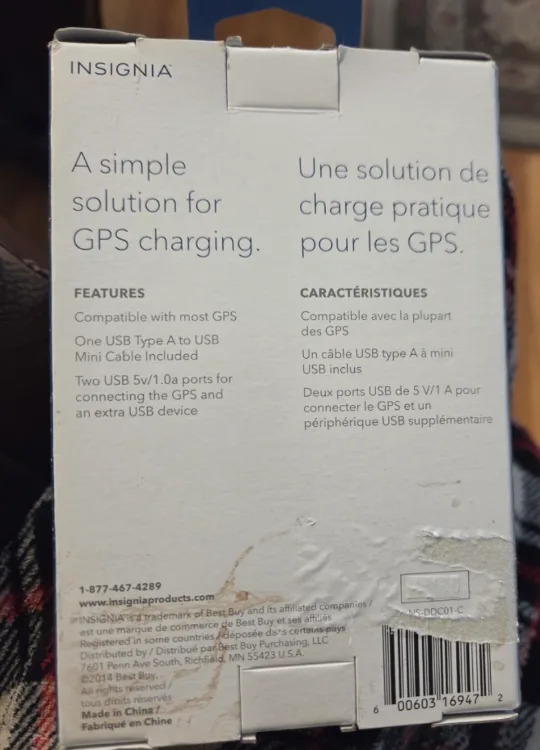 INSIGNIA™
A simple
solution for
GPS charging.
FEATURES
Compatible with most GPS
One USB Type A to USB
Mini Cable Included
Two USB 5v/1.0a ports for
connecting the GPS and
an extra USB device
Une solution de
charge pratique
pour les GPS.
CARACTÉRISTIQUES
Compatible avec la plupart
des GPS
Un câble USB type A à mini
USB inclus
Deux ports USB de 5 V/1 A pour
connecter le GPS et un
périphérique USB supplémentaire
1-877-467-4289
www.insigniaproducts.com
INSIGNIA is a trademark of Best Buy and its affiliated companies /
est une marque de commerce de Best Buy et ses affiliés
Registered in some countries / déposée dans certains pays
Distributed by / Distribué par Best Buy Purchasing, LLC
7601 Penn Ave South, Richfield, MN 55423 U.S.A.
©2014 Best Buy.
All rights reserved /
tous droits réservés
Made in China /
Fabriqué en Chine
NS-DDC01-C
6 00603 16947 2